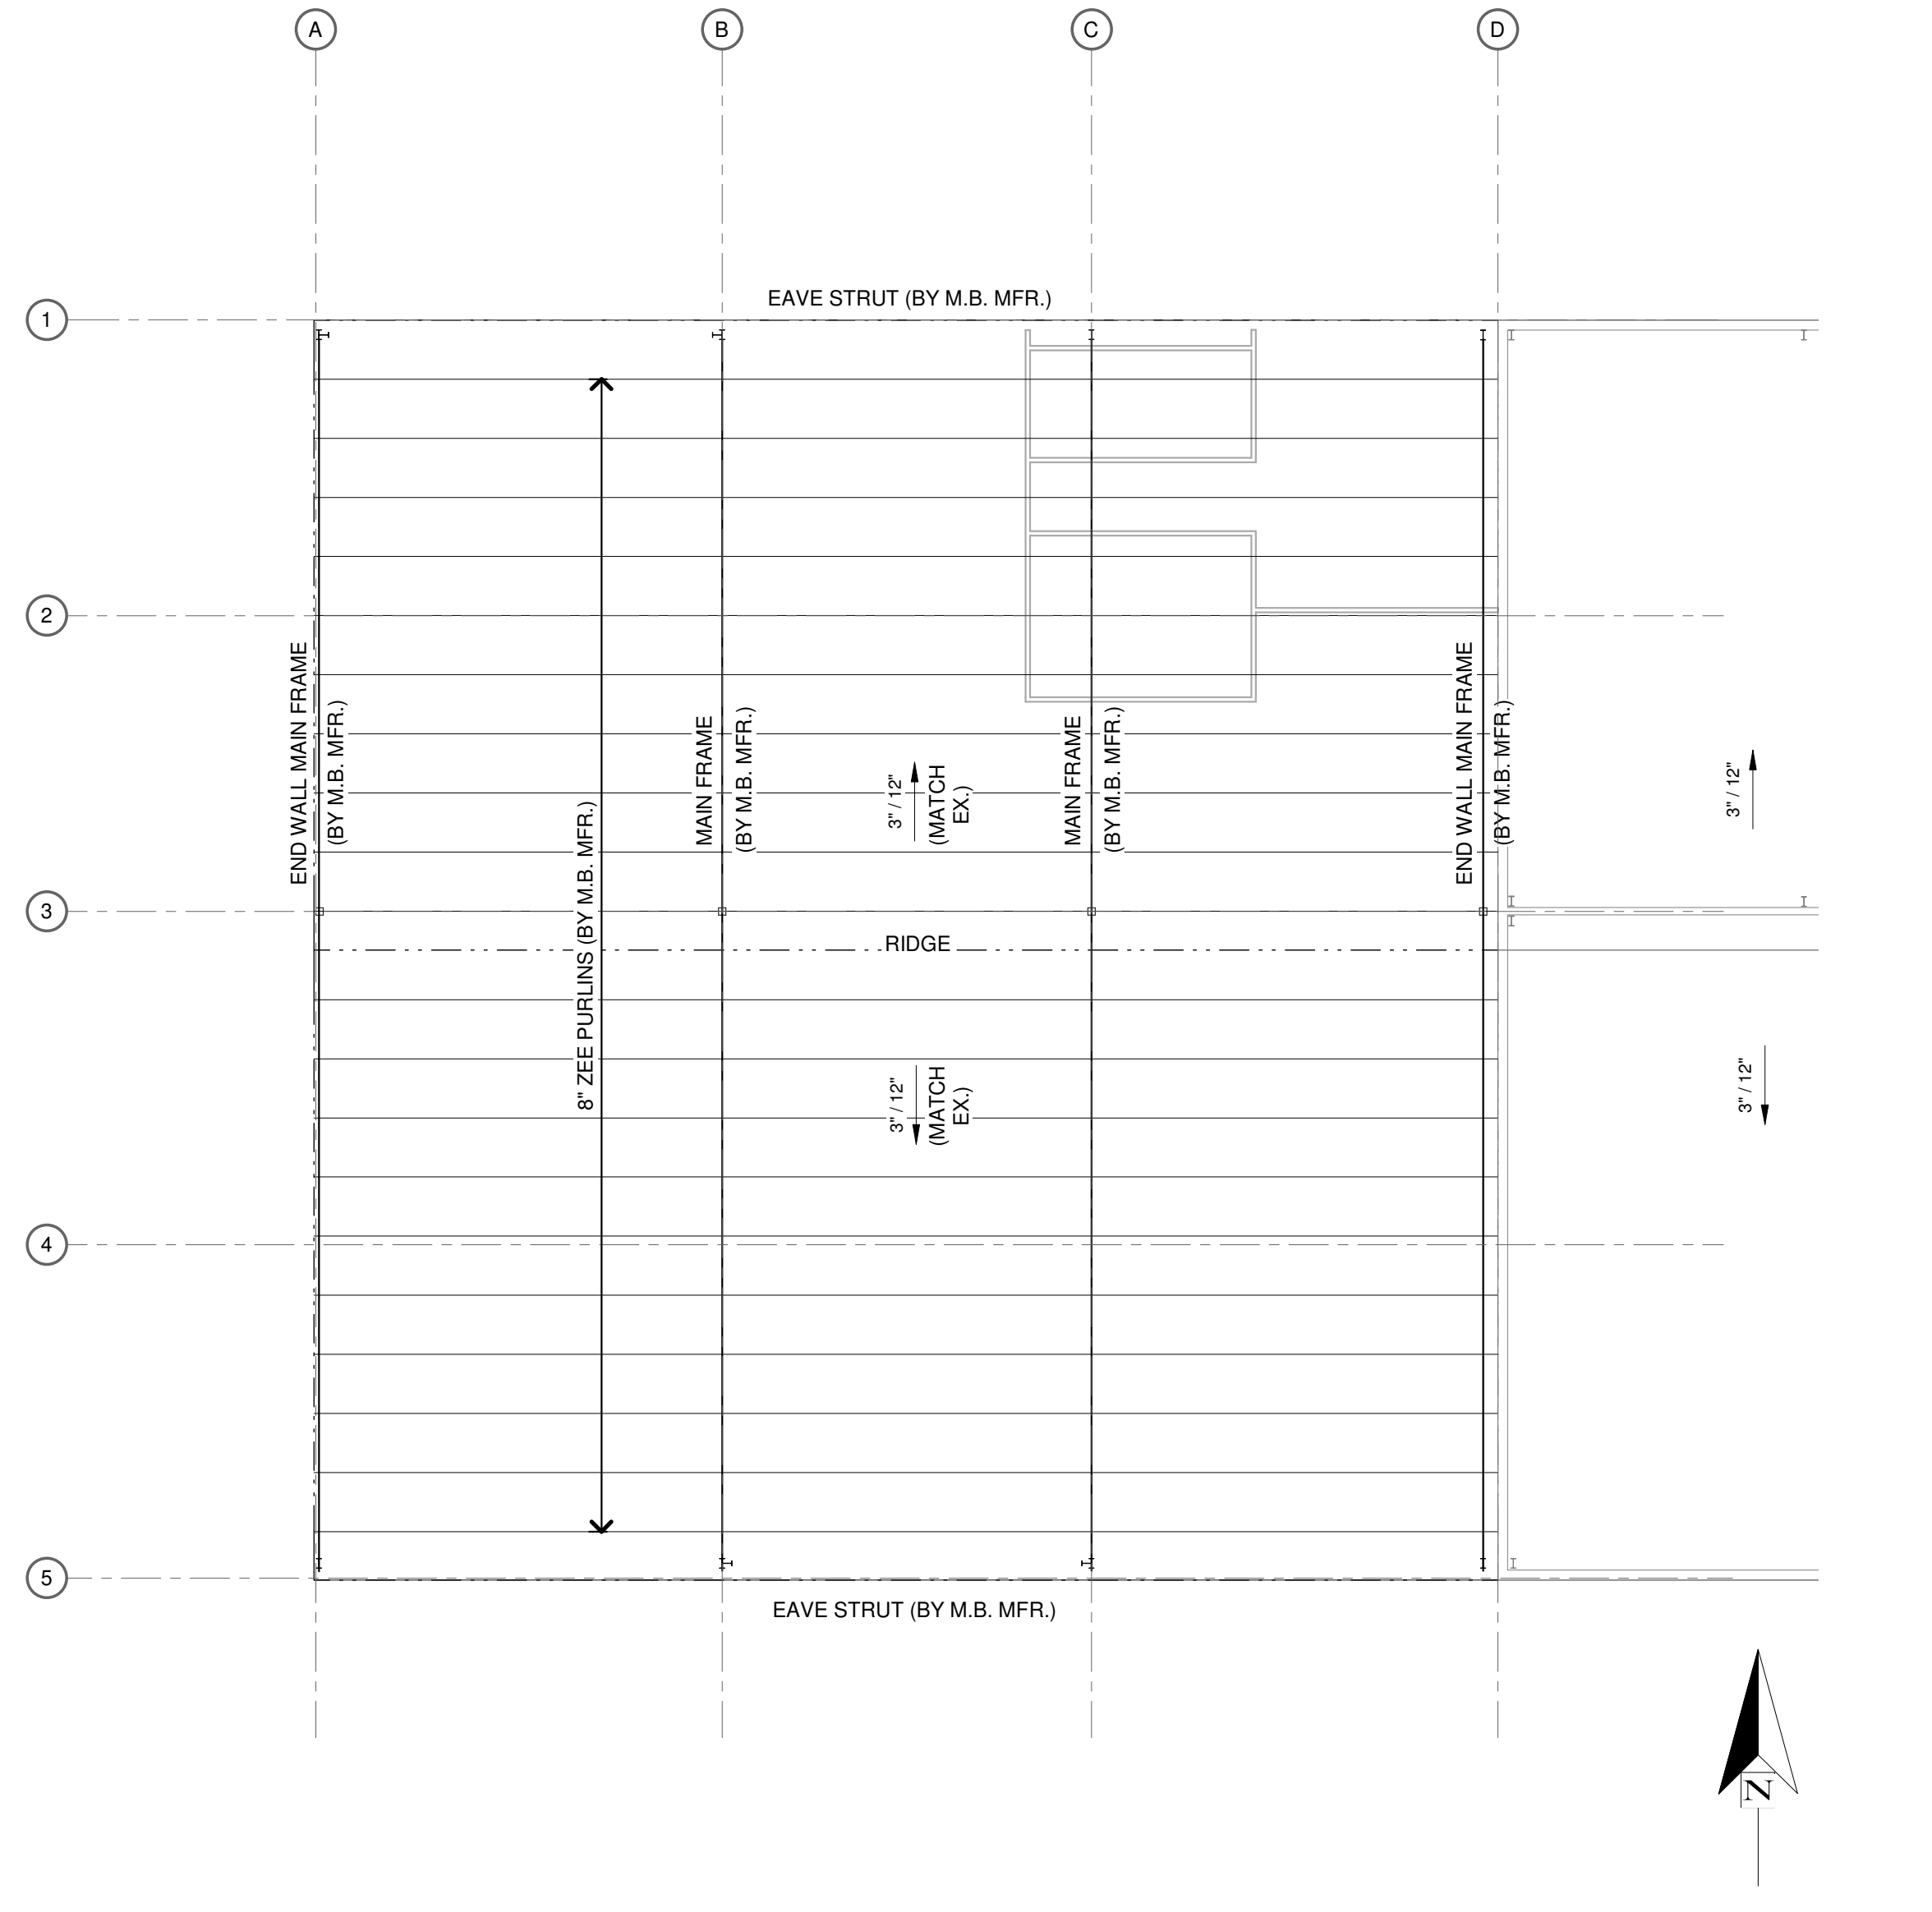 A
B
C
D
EAVE STRUT (BY M.B. MFR.)
1
2
END WALL MAIN FRAME
(BY M.B. MFR.)
MAIN FRAME
(BY M.B. MFR.)
3" / 12"
(MATCH
EX.)
MAIN FRAME
(BY M.B. MFR.)
END WALL MAIN FRAME
(BY M.B. MFR.)
3" / 12"
8" ZEE PURLINS (BY M.B. MFR.)
3
RIDGE
3" / 12"
(MATCH
EX.)
3" / 12"
4
5
EAVE STRUT (BY M.B. MFR.)
N